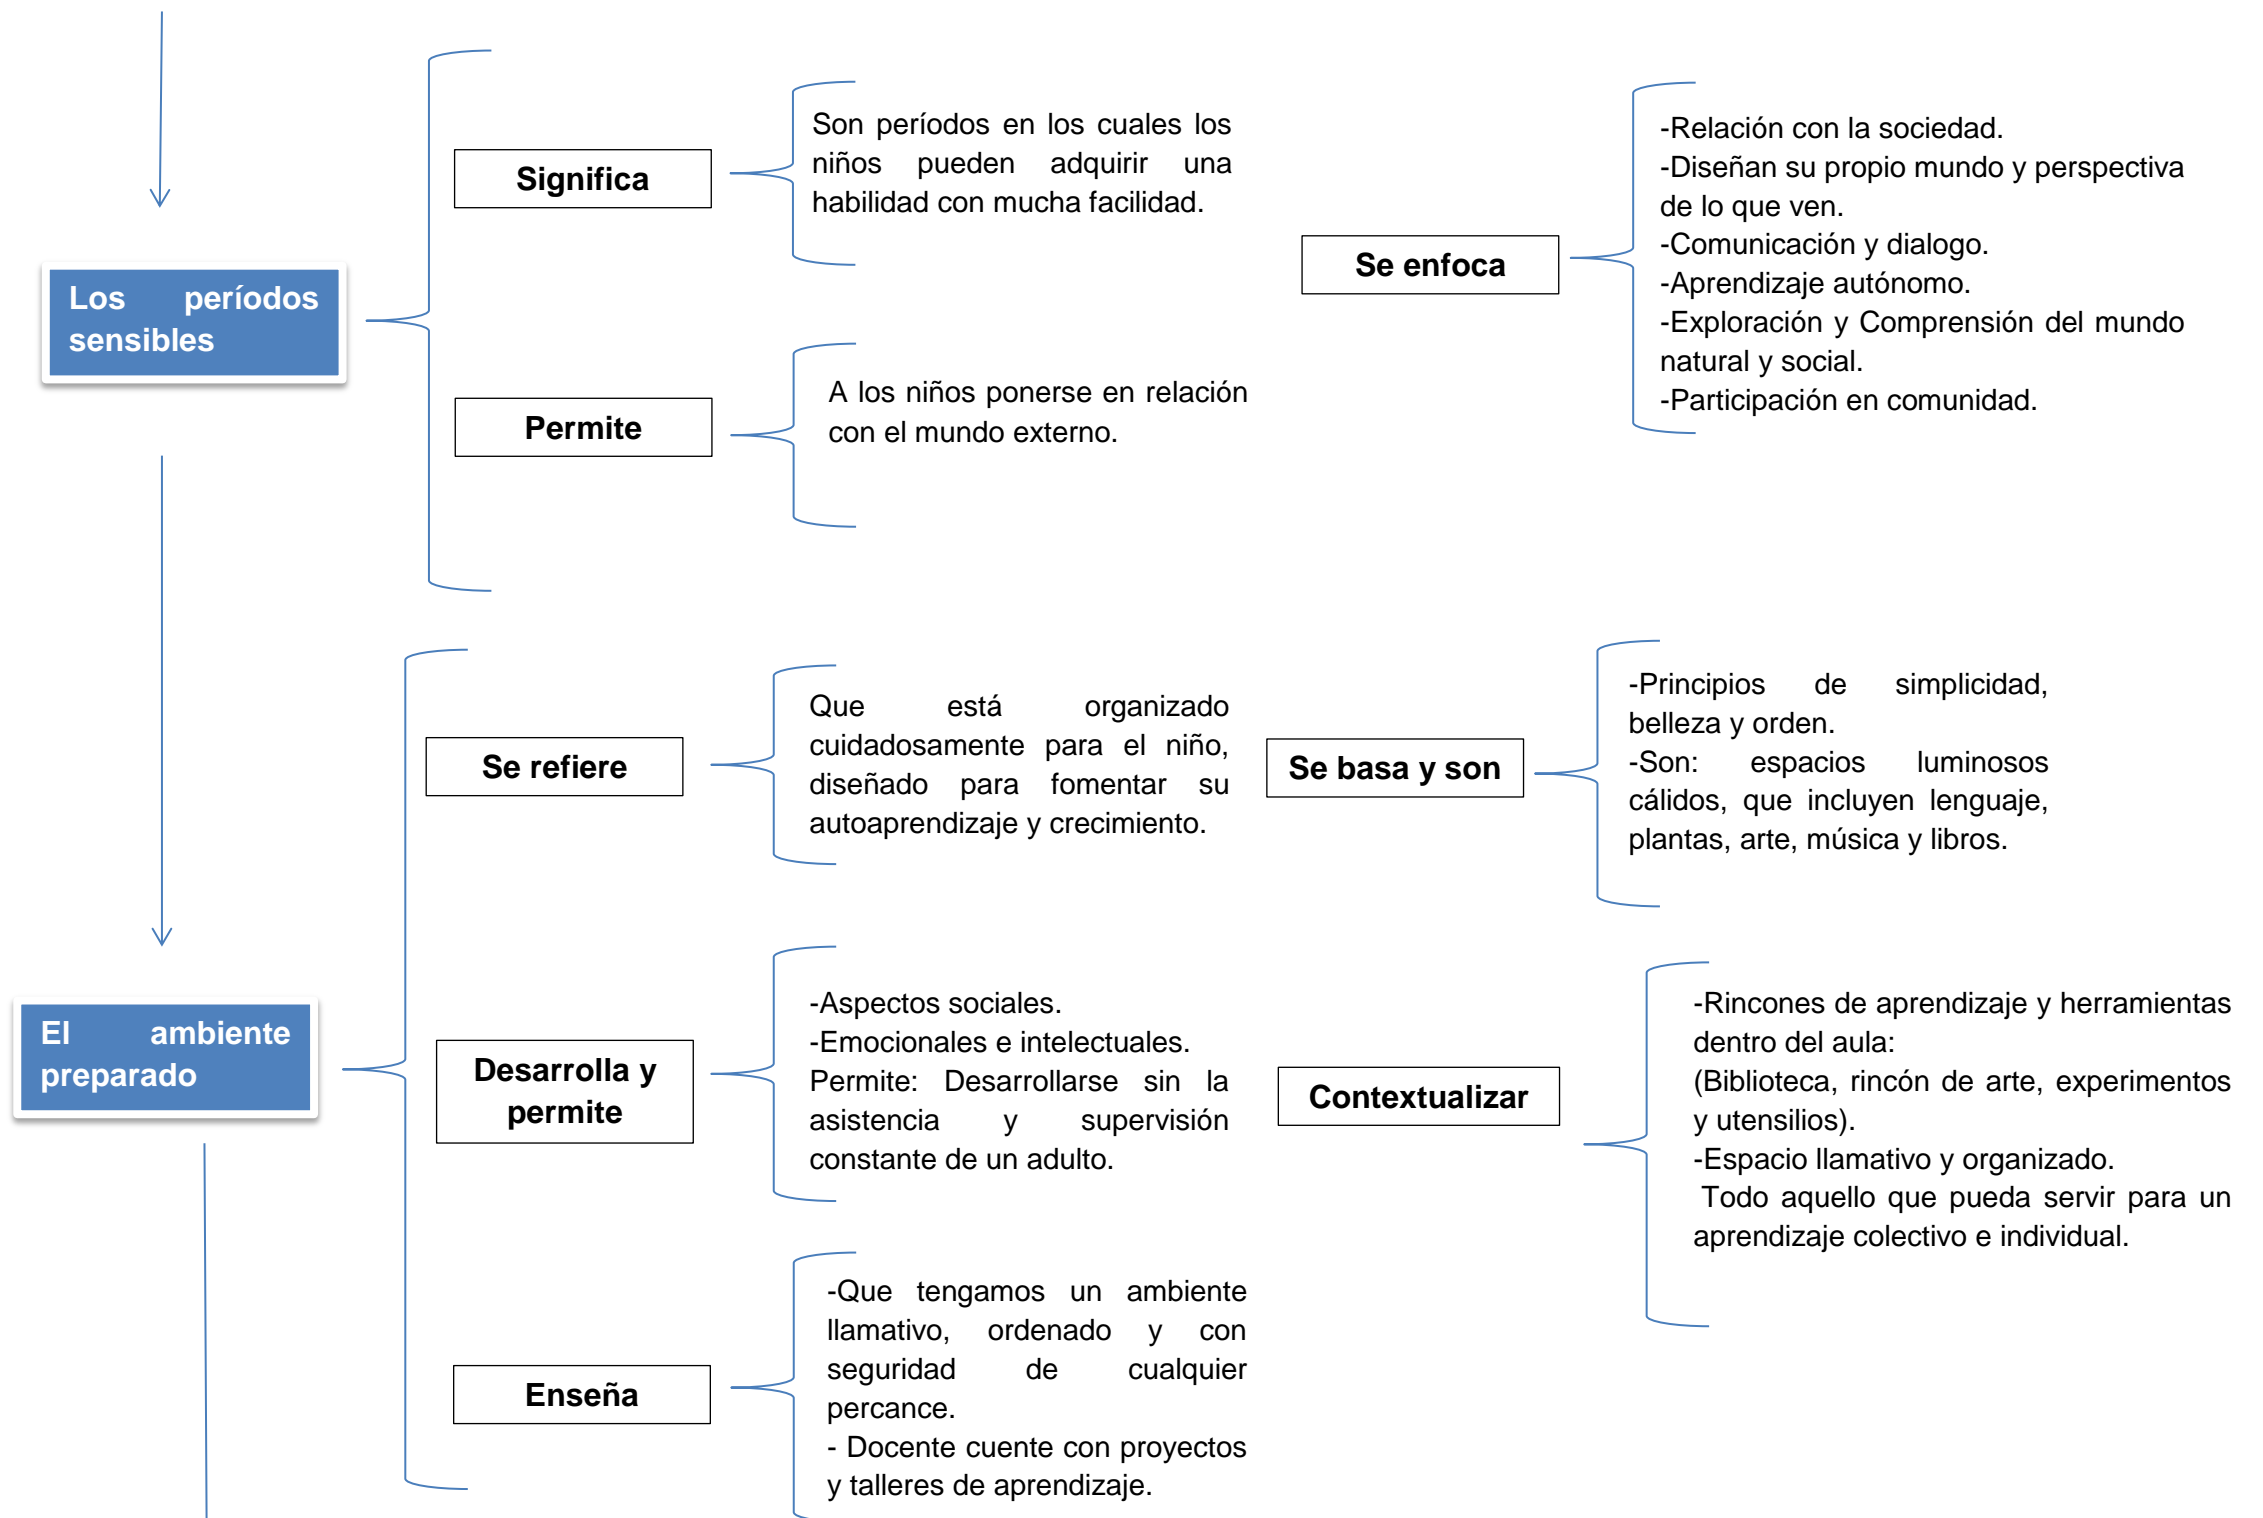 Los períodos
sensibles
Significa
Son períodos en los cuales los
niños pueden adquirir una
habilidad con mucha facilidad.
Permite
A los niños ponerse en relación
con el mundo externo.
Se enfoca
-Relación con la sociedad.
-Diseñan su propio mundo y perspectiva
de lo que ven.
-Comunicación y dialogo.
-Aprendizaje autónomo.
-Exploración y Comprensión del mundo
natural y social.
-Participación en comunidad.
El ambiente
preparado
Se refiere
Que está organizado
cuidadosamente para el niño,
diseñado para fomentar su
autoaprendizaje y crecimiento.
Se basa y son
-Principios de simplicidad,
belleza y orden.
-Son: espacios luminosos
cálidos, que incluyen lenguaje,
plantas, arte, música y libros.
Desarrolla y
permite
-Aspectos sociales.
-Emocionales e intelectuales.
Permite: Desarrollarse sin la
asistencia y supervisión
constante de un adulto.
Contextualizar
-Rincones de aprendizaje y herramientas
dentro del aula:
(Biblioteca, rincón de arte, experimentos
y utensilios).
-Espacio llamativo y organizado.
Todo aquello que pueda servir para un
aprendizaje colectivo e individual.
Enseña
-Que tengamos un ambiente
llamativo, ordenado y con
seguridad de cualquier
percance.
- Docente cuente con proyectos
y talleres de aprendizaje.